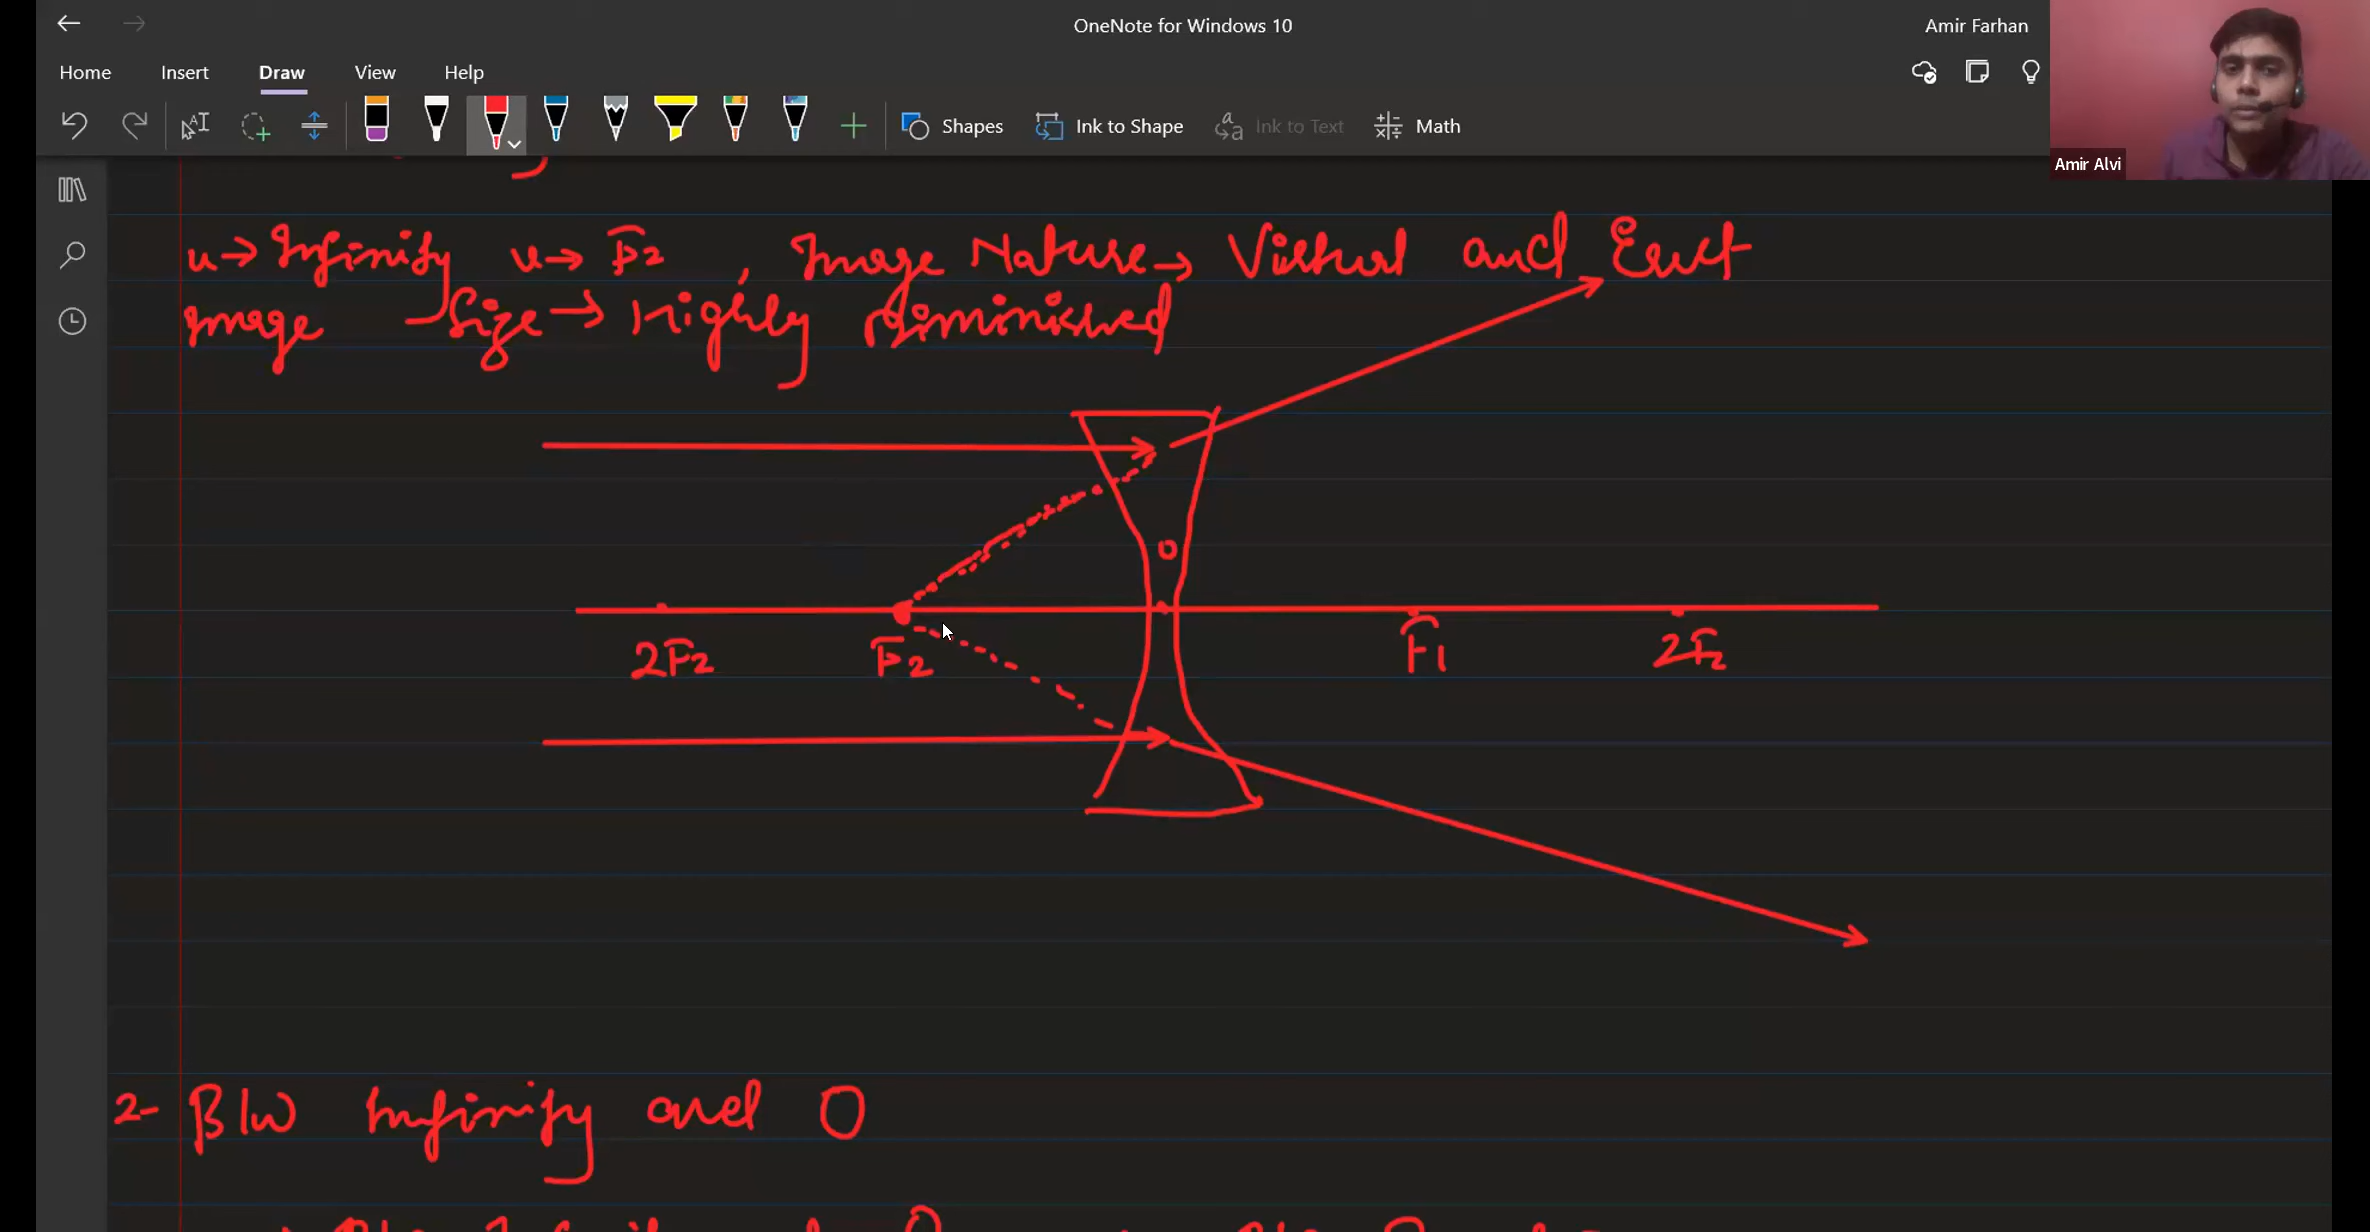 OneNote for Windows 10
Amir Farhan
Home Insert Draw View Help
Shapes Ink to Shape Ink to Text Math
Amir Alvi
u→ Infinity v→ F2 , Image Nature → Virtual and Erect
Image Size → Highly diminished
O
2F2 F2 F1 2F2
2- B/W Infinity and O